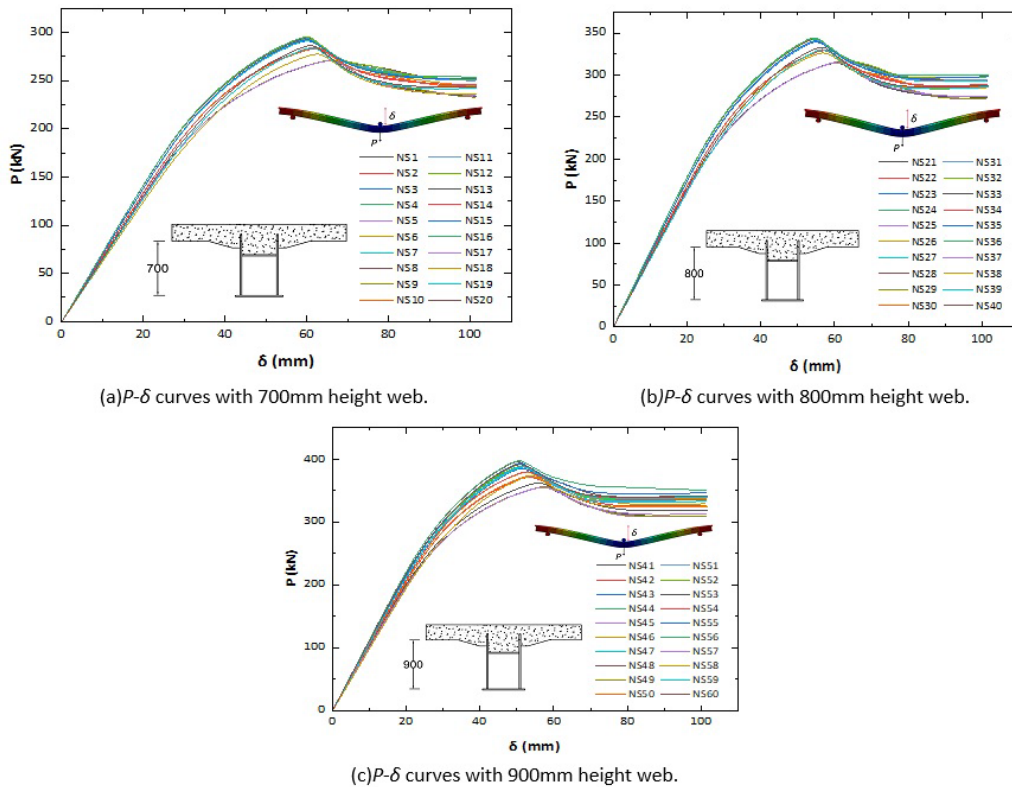 300
250
200
150
100
50
0
P (kN)
0 20 40 60 80 100
δ (mm)
δ
P
NS1 NS11
NS2 NS12
NS3 NS13
NS4 NS14
NS5 NS15
NS6 NS16
NS7 NS17
NS8 NS18
NS9 NS19
NS10 NS20
700
(a)P-δ curves with 700mm height web.
350
300
250
200
150
100
50
0
P (kN)
0 20 40 60 80 100
δ (mm)
δ
P
NS21 NS31
NS22 NS32
NS23 NS33
NS24 NS34
NS25 NS35
NS26 NS36
NS27 NS37
NS28 NS38
NS29 NS39
NS30 NS40
800
(b)P-δ curves with 800mm height web.
400
300
200
100
0
P (kN)
0 20 40 60 80 100
δ (mm)
δ
P
NS41 NS51
NS42 NS52
NS43 NS53
NS44 NS54
NS45 NS55
NS46 NS56
NS47 NS57
NS48 NS58
NS49 NS59
NS50 NS60
900
(c)P-δ curves with 900mm height web.